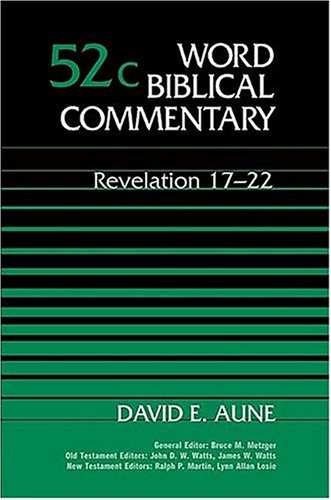 52c WORD
BIBLICAL
COMMENTARY
Revelation 17–22
DAVID E. AUNE
General Editor: Bruce M. Metzger
Old Testament Editors: John D. W. Watts, James W. Watts
New Testament Editors: Ralph P. Martin, Lynn Allan Losie